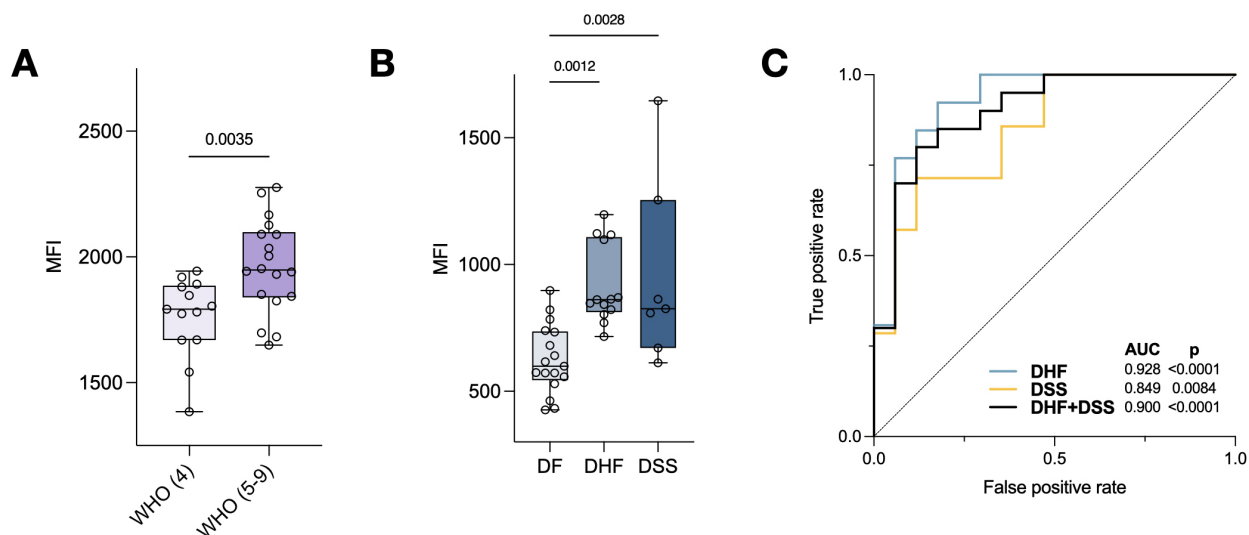 A
MFI
2500
2000
1500
0.0035
WHO (4)
WHO (5-9)
B
MFI
1500
1000
500
0.0028
0.0012
DF DHF DSS
C
True positive rate
1.0
0.5
0.0
AUC p
DHF 0.928 <0.0001
DSS 0.849 0.0084
DHF+DSS 0.900 <0.0001
0.0 0.5 1.0
False positive rate